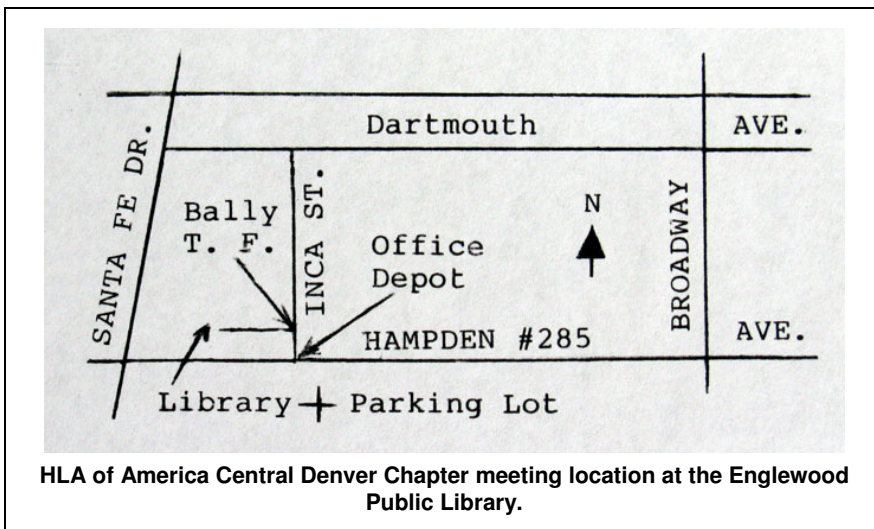 Dartmouth AVE.
SANTA FE DR.
Bally
T. F.
INCA ST.
N
BROADWAY
Office
Depot
HAMPDEN #285 AVE.
Library + Parking Lot
HLA of America Central Denver Chapter meeting location at the Englewood
Public Library.